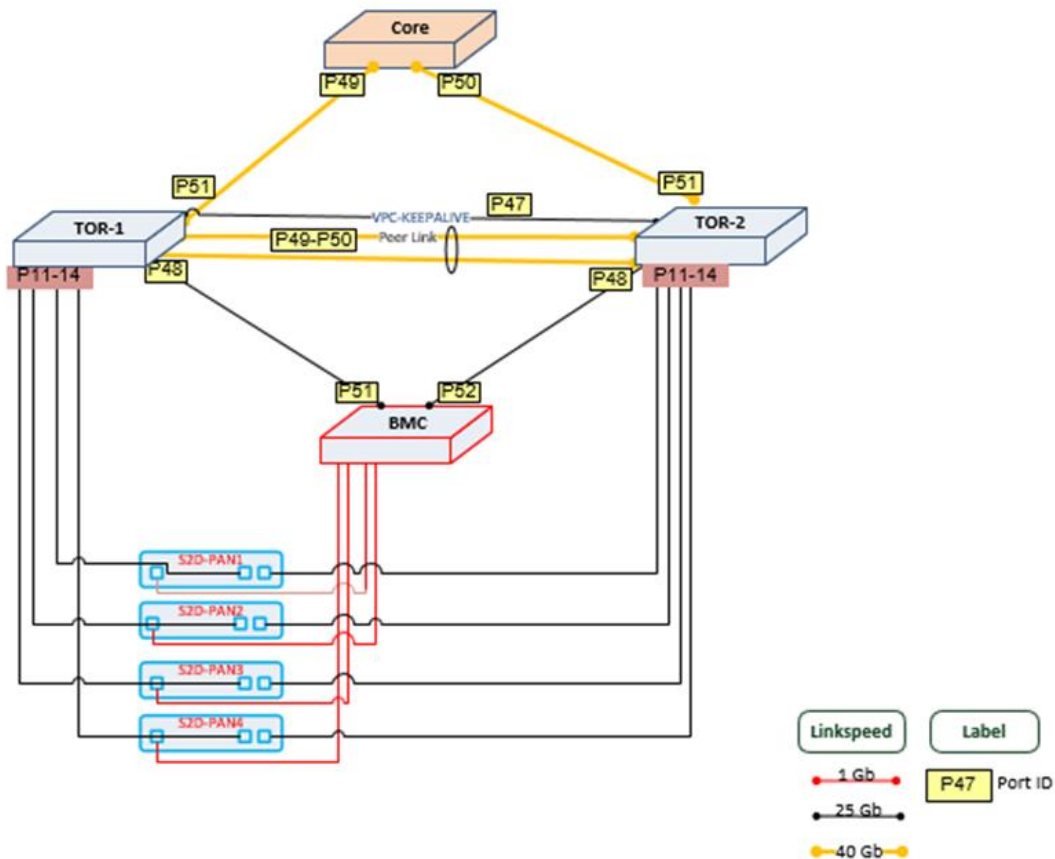 Core
P49
P50
P51
P51
P47
VPC-KEEPALIVE
TOR-1
TOR-2
P49-P50
Peer Link
P11-14
P48
P48
P11-14
P51
P52
BMC
S2D-PAN1
S2D-PAN2
S2D-PAN3
S2D-PAN4
Linkspeed
Label
1 Gb
P47
Port ID
25 Gb
40 Gb